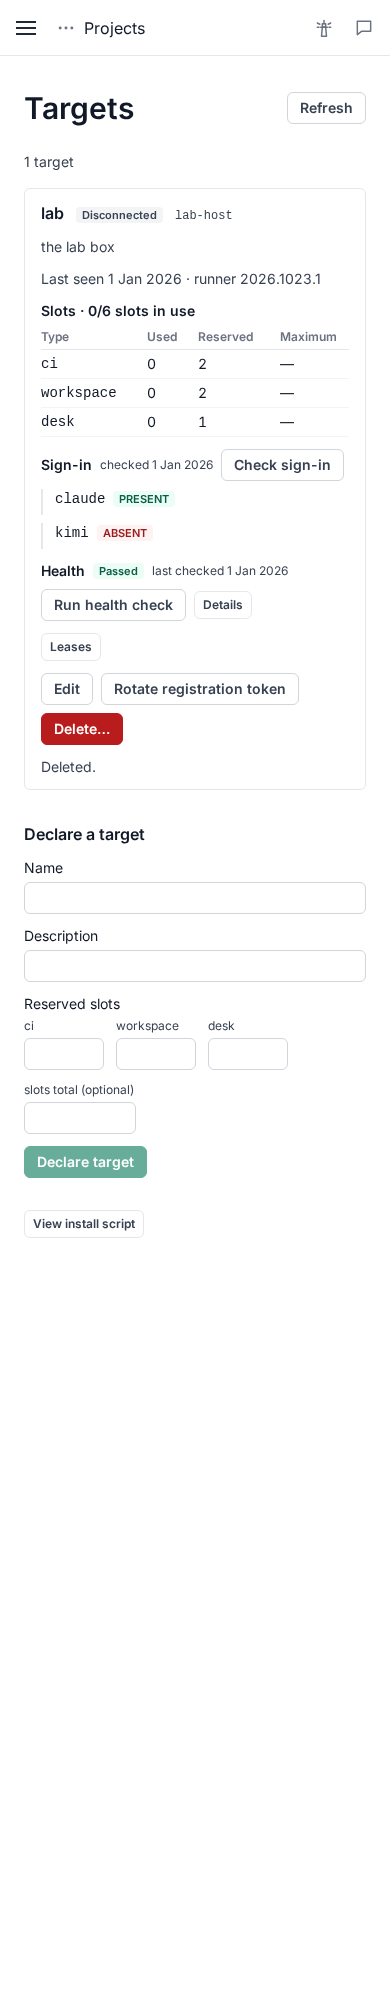 Projects
Targets
Refresh
1 target
lab Disconnected lab-host
the lab box
Last seen 1 Jan 2026 · runner 2026.1023.1
Slots · 0/6 slots in use
Type Used Reserved Maximum
ci 0 2 —
workspace 0 2 —
desk 0 1 —
Sign-in checked 1 Jan 2026 Check sign-in
claude PRESENT
kimi ABSENT
Health Passed last checked 1 Jan 2026
Run health check Details
Leases
Edit Rotate registration token
Delete…
Deleted.
Declare a target
Name
Description
Reserved slots
ci workspace desk
slots total (optional)
Declare target
View install script